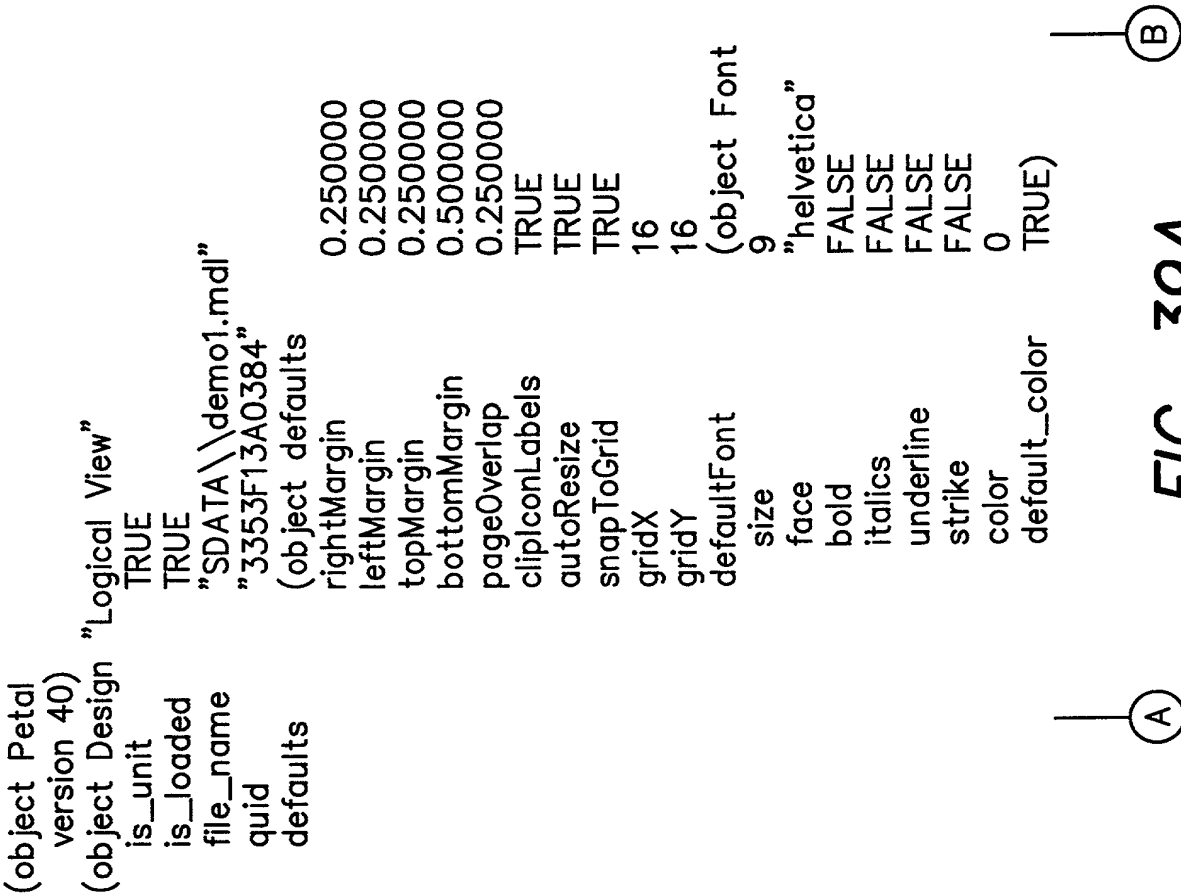 (object Petal
version 40)
(object Design "Logical View"
is_unit TRUE
is_loaded TRUE
file_name "SDATA\\demo1.mdl"
quid "3353F13A0384"
defaults (object defaults
rightMargin 0.250000
leftMargin 0.250000
topMargin 0.250000
bottomMargin 0.500000
pageOverlap 0.250000
clipIconLabels TRUE
autoResize TRUE
snapToGrid TRUE
gridX 16
gridY 16
defaultFont (object Font
size 9
face "helvetica"
bold FALSE
italics FALSE
underline FALSE
strike FALSE
color 0
default_color TRUE)
A B